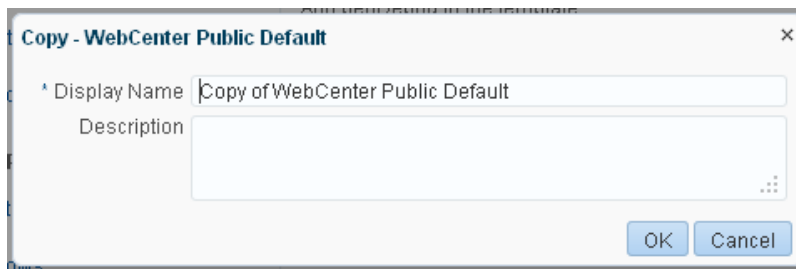 Copy - WebCenter Public Default
* Display Name Copy of WebCenter Public Default
Description
OK Cancel